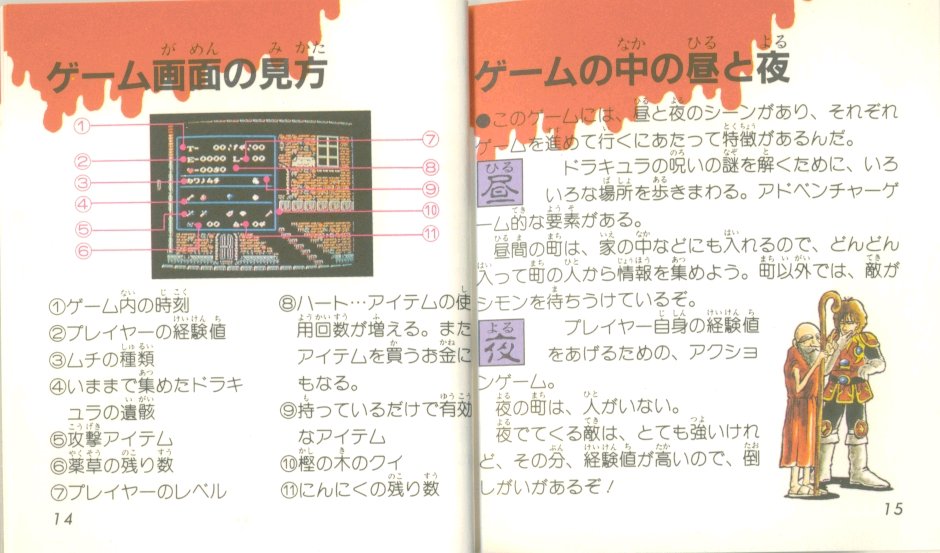 ゲーム画面の見方
①
②
③
④
⑤
⑥
⑦
⑧
⑨
⑩
⑪
①ゲーム内の時刻
②プレイヤーの経験値
③ムチの種類
④いままで集めたドラキ
ュラの遺骸
⑤攻撃アイテム
⑥薬草の残り数
⑦プレイヤーのレベル
⑧ハート…アイテムの使
用回数が増える。また
アイテムを買うお金に
もなる。
⑨持っているだけで有効
なアイテム
⑩樫の木のクイ
⑪にんにくの残り数
14
ゲームの中の昼と夜
●このゲームには、昼と夜のシーンがあり、それぞれ
ゲームを進めて行くにあたって特徴があるんだ。
昼 ドラキュラの呪いの謎を解くために、いろ
いろな場所を歩きまわる。アドベンチャーゲ
ーム的な要素がある。
昼間の町は、家の中などにも入れるので、どんどん
入って町の人から情報を集めよう。町以外では、敵が
シモンを待ちうけているぞ。
夜 プレイヤー自身の経験値
をあげるための、アクショ
ンゲーム。
夜の町は、人がいない。
夜でてくる敵は、とても強いけれ
ど、その分、経験値が高いので、倒
しがいがあるぞ！
15